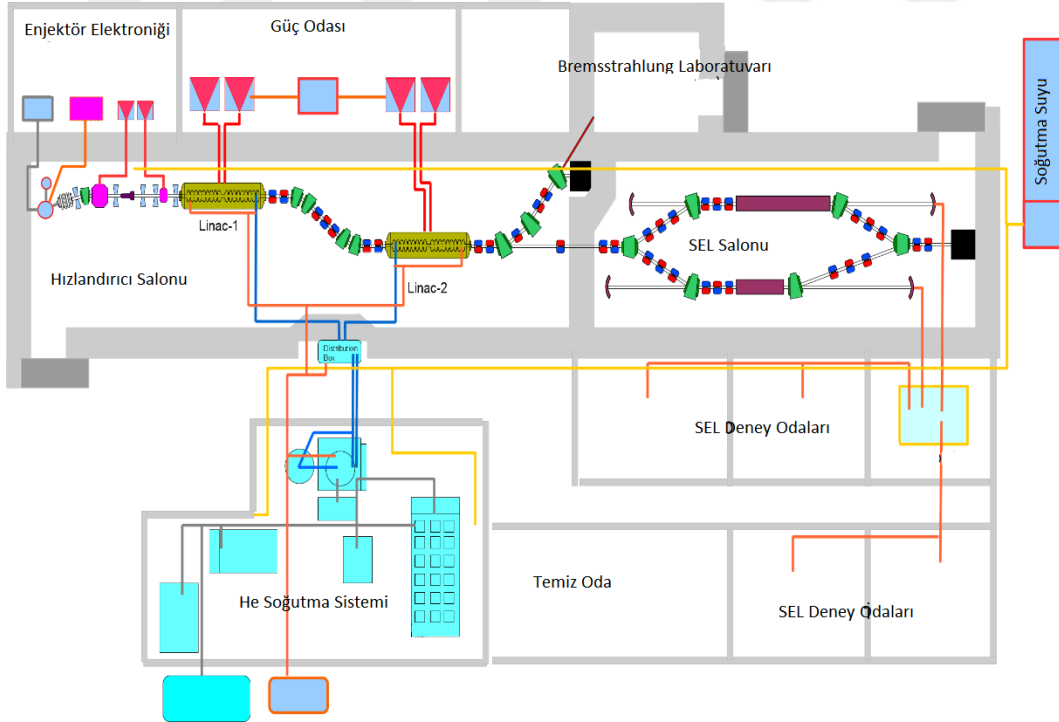 Enjektör Elektroniği
Güç Odası
Bremsstrahlung Laboratuvarı
Soğutma Suyu
Linac-1
SEL Salonu
Hızlandırıcı Salonu
Linac-2
Distribution
Box
SEL Deney Odaları
Temiz Oda
He Soğutma Sistemi
SEL Deney Odaları